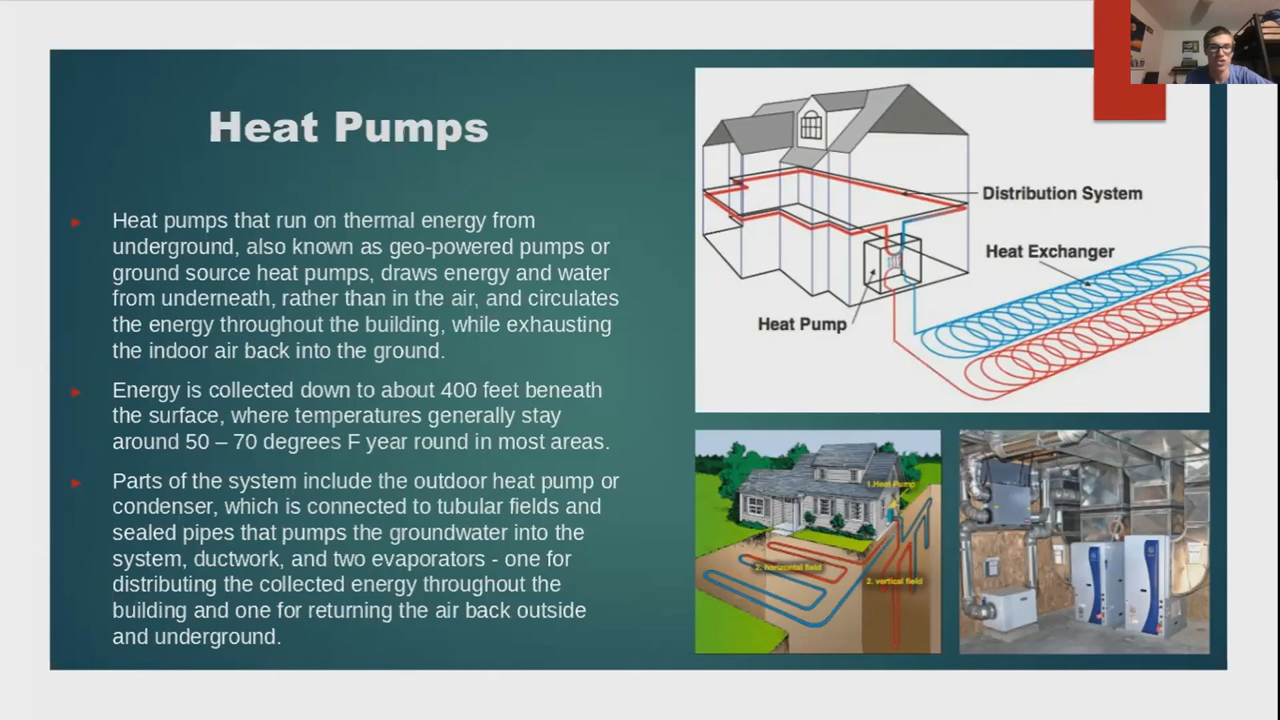 Heat Pumps
Heat pumps that run on thermal energy from
underground, also known as geo-powered pumps or
ground source heat pumps, draws energy and water
from underneath, rather than in the air, and circulates
the energy throughout the building, while exhausting
the indoor air back into the ground.
Energy is collected down to about 400 feet beneath
the surface, where temperatures generally stay
around 50 – 70 degrees F year round in most areas.
Parts of the system include the outdoor heat pump or
condenser, which is connected to tubular fields and
sealed pipes that pumps the groundwater into the
system, ductwork, and two evaporators - one for
distributing the collected energy throughout the
building and one for returning the air back outside
and underground.
Distribution System
Heat Exchanger
Heat Pump
1.Heat Pump
2. horizontal field
2. vertical field